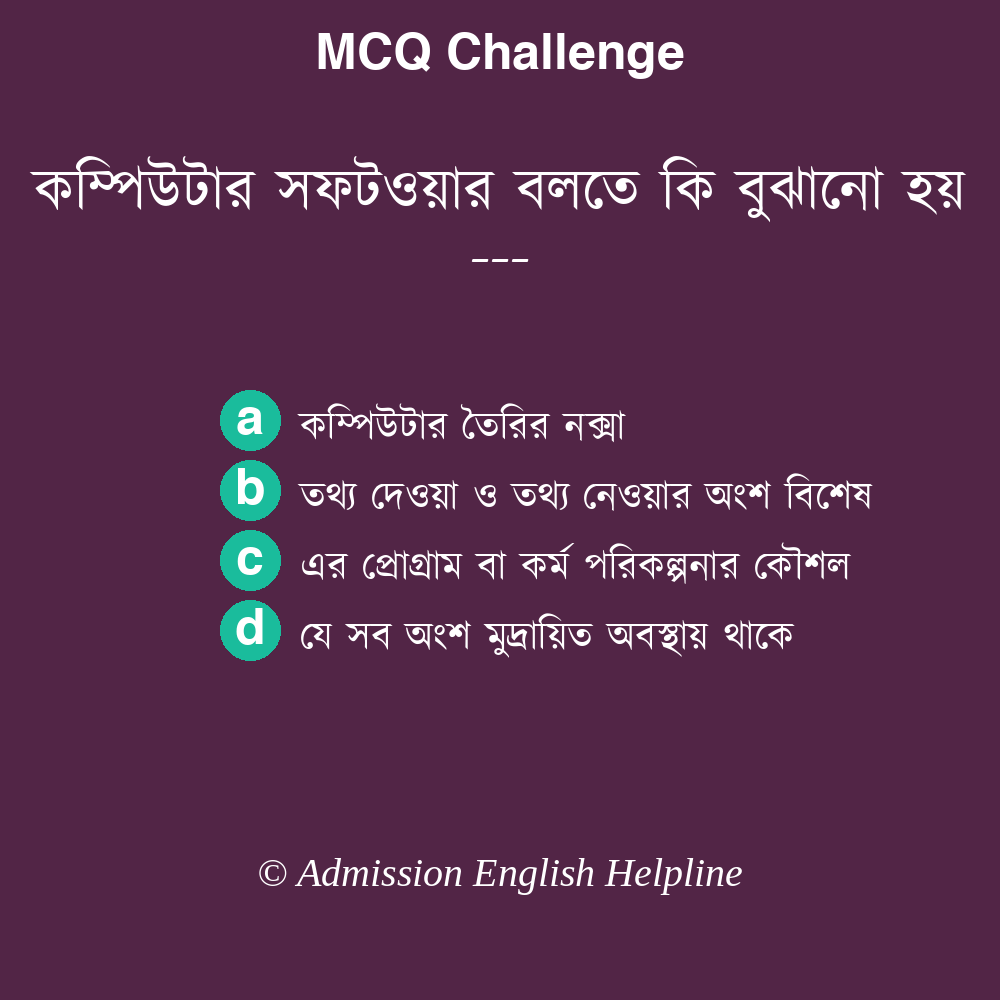 MCQ Challenge
কম্পিউটার সফটওয়ার বলতে কি বুঝানো হয়
---
a কম্পিউটার তৈরির নক্সা
b তথ্য দেওয়া ও তথ্য নেওয়ার অংশ বিশেষ
c এর প্রোগ্রাম বা কর্ম পরিকল্পনার কৌশল
d যে সব অংশ মুদ্রায়িত অবস্থায় থাকে
© Admission English Helpline